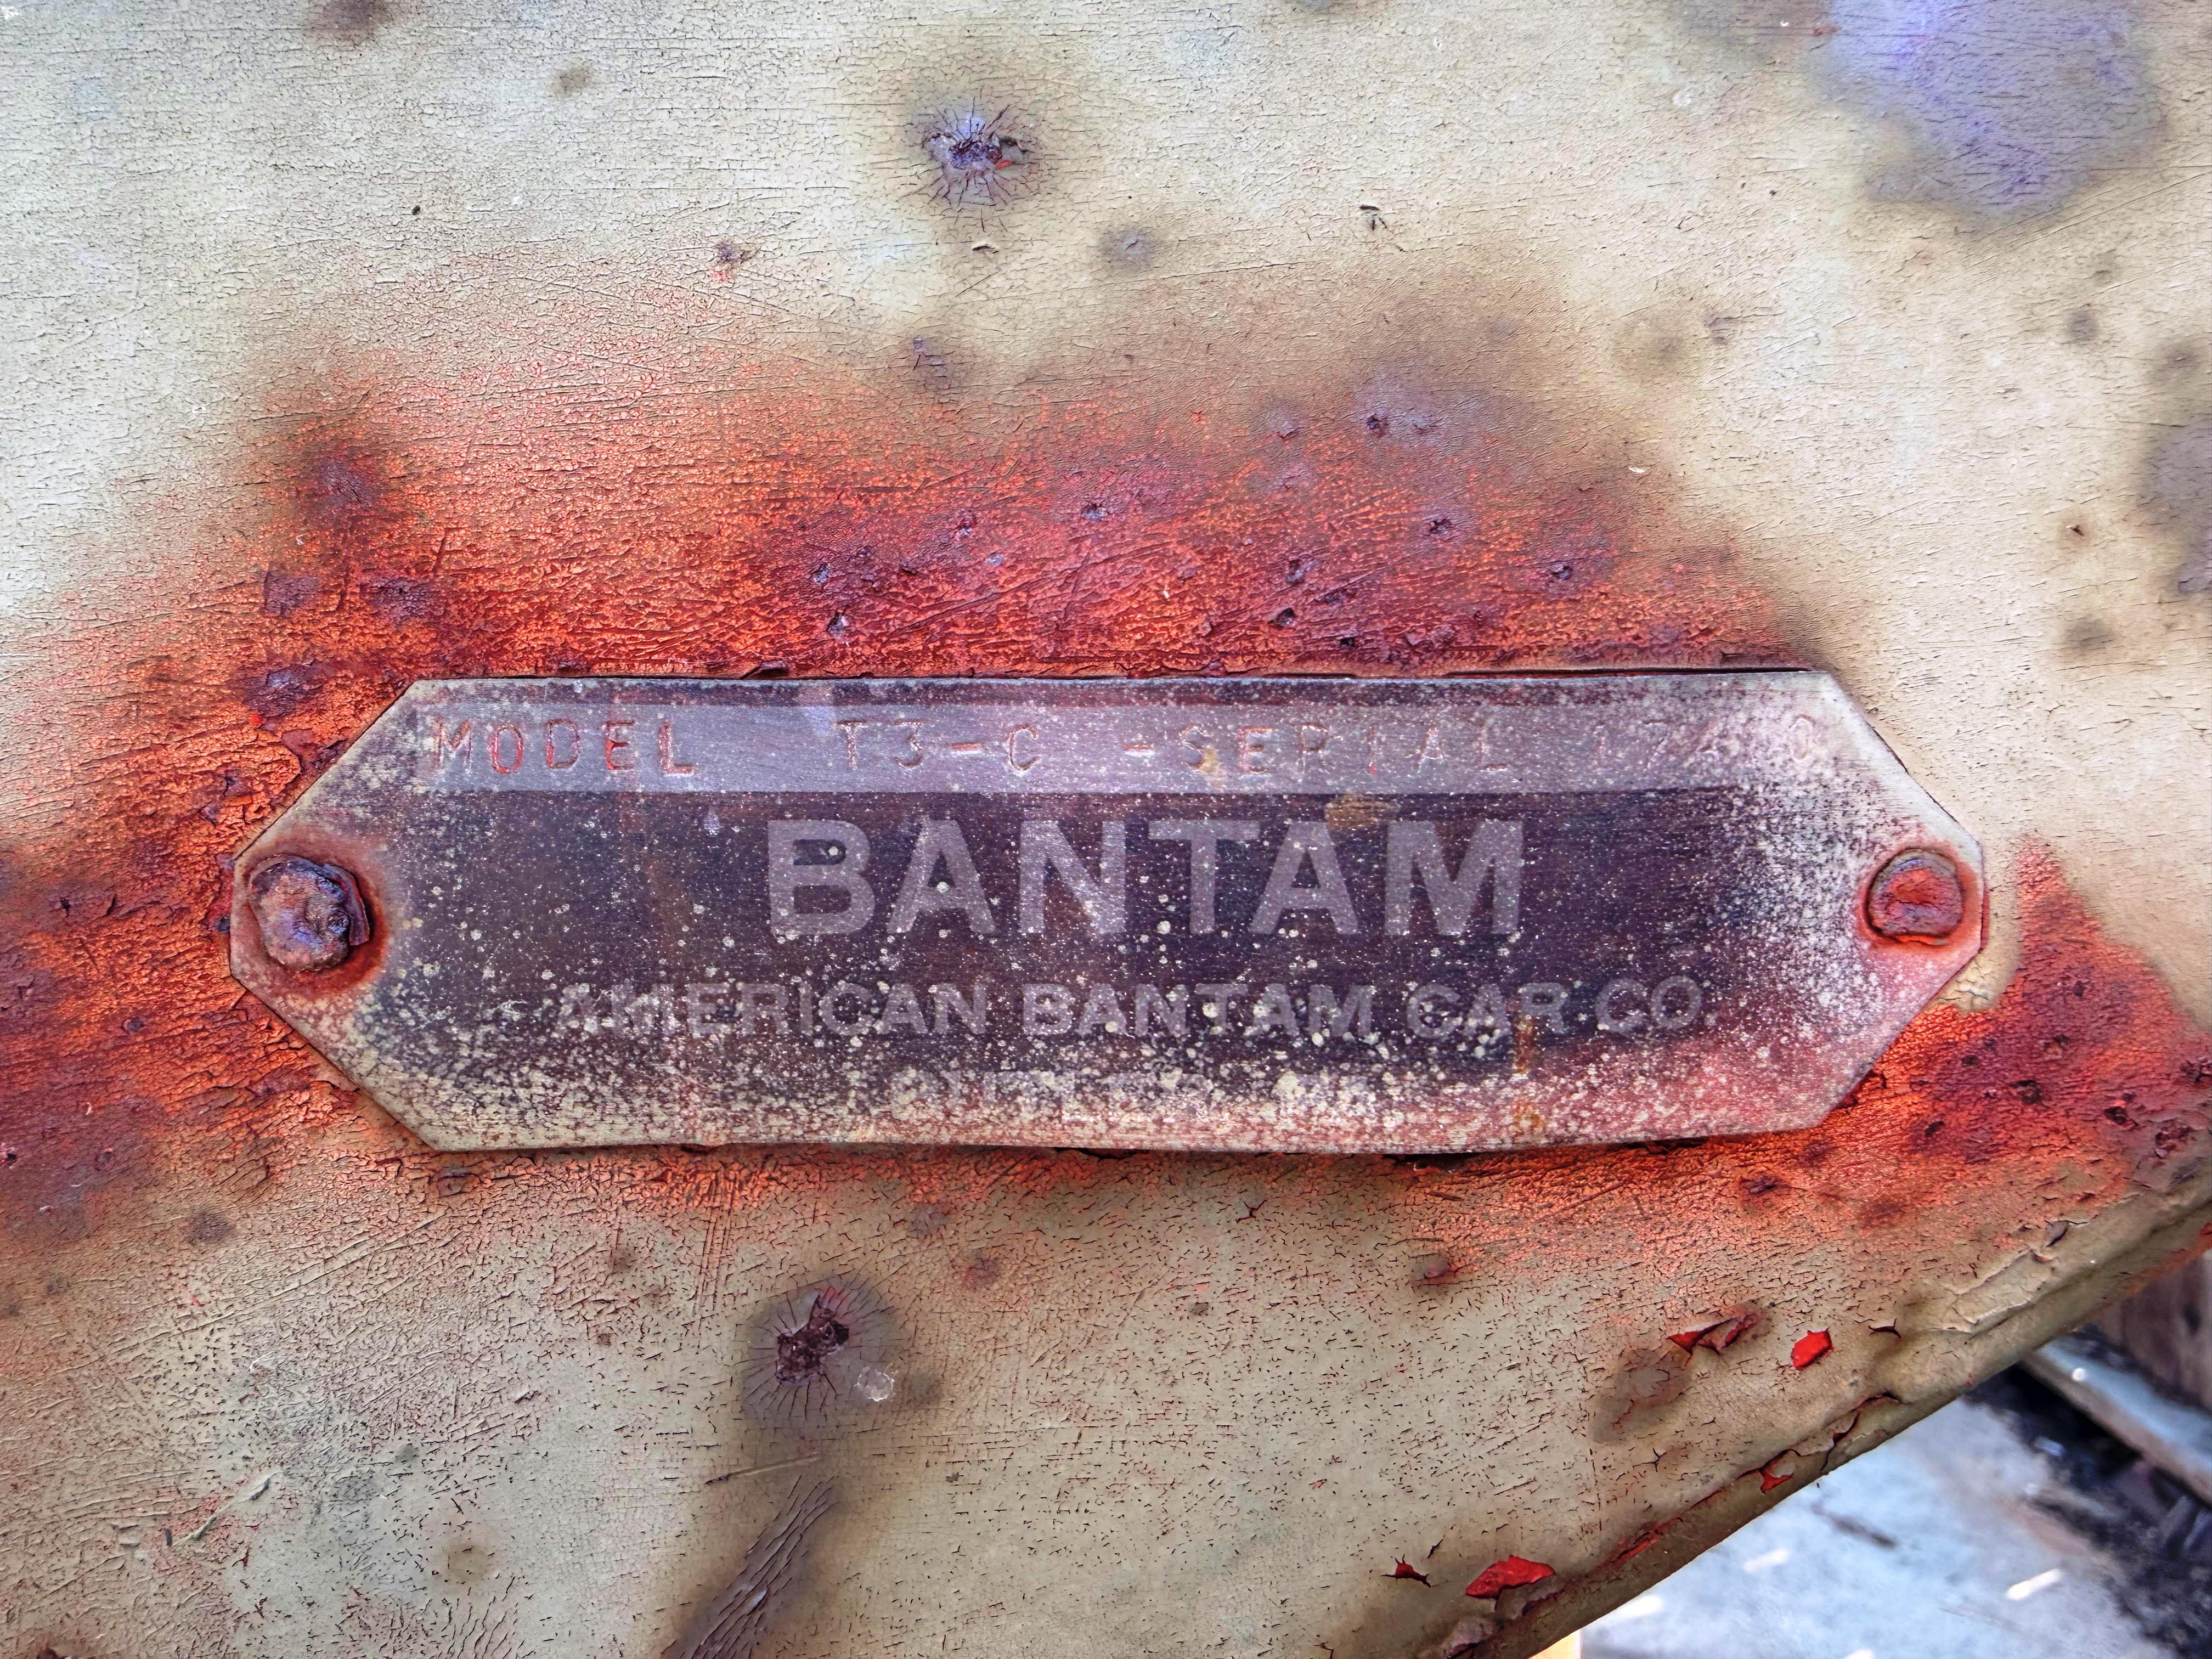 MODEL T3-C -SERIAL
BANTAM
AMERICAN BANTAM CAR CO.